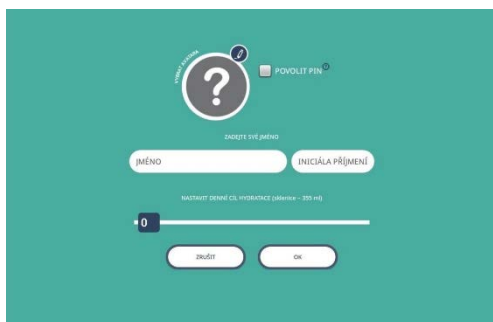 VYBRAT AVATARA
?
POVOLIT PIN ?
ZADEJTE SVÉ JMÉNO
JMÉNO
INICIÁLA PŘÍJMENÍ
NASTAVIT DENNÍ CÍL HYDRATACE (sklenice – 355 ml)
0
ZRUŠIT
OK